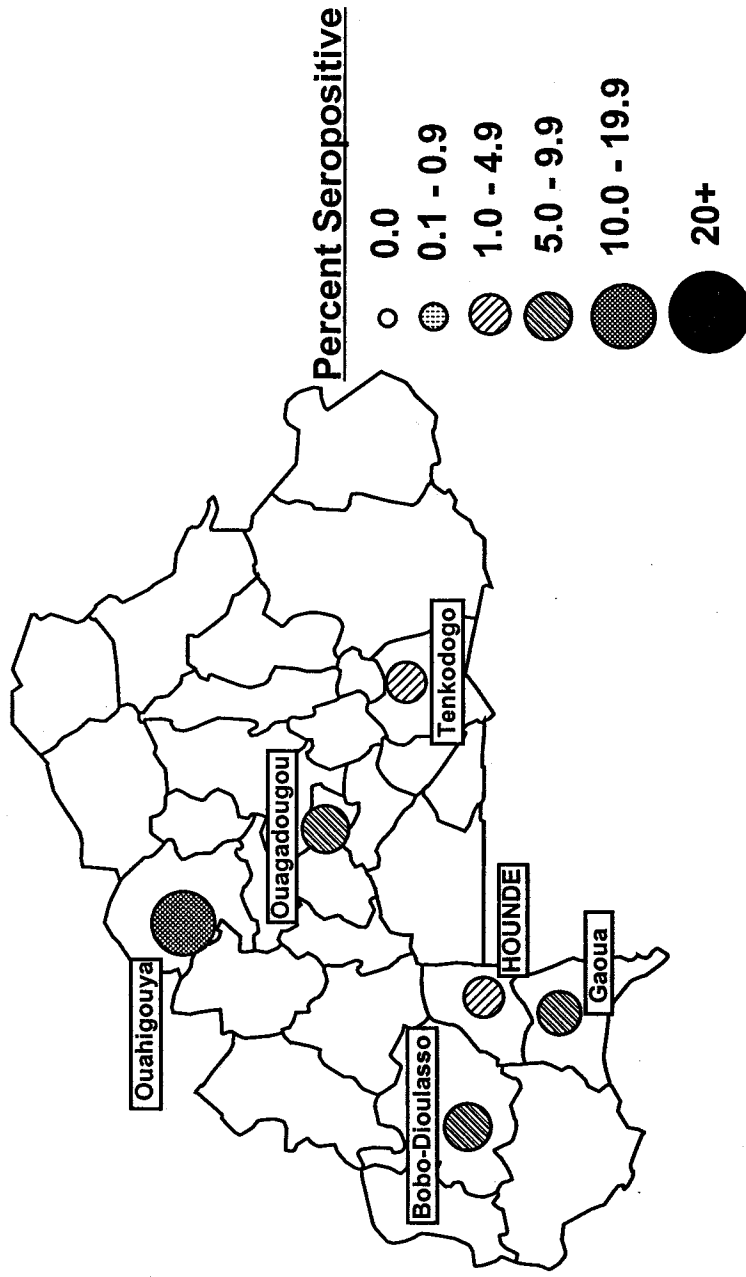 Ouahigouya
Ouagadougou
Tenkodogo
Bobo-Dioulasso
HOUNDE
Gaoua
Percent Seropositive
0.0
0.1 - 0.9
1.0 - 4.9
5.0 - 9.9
10.0 - 19.9
20+